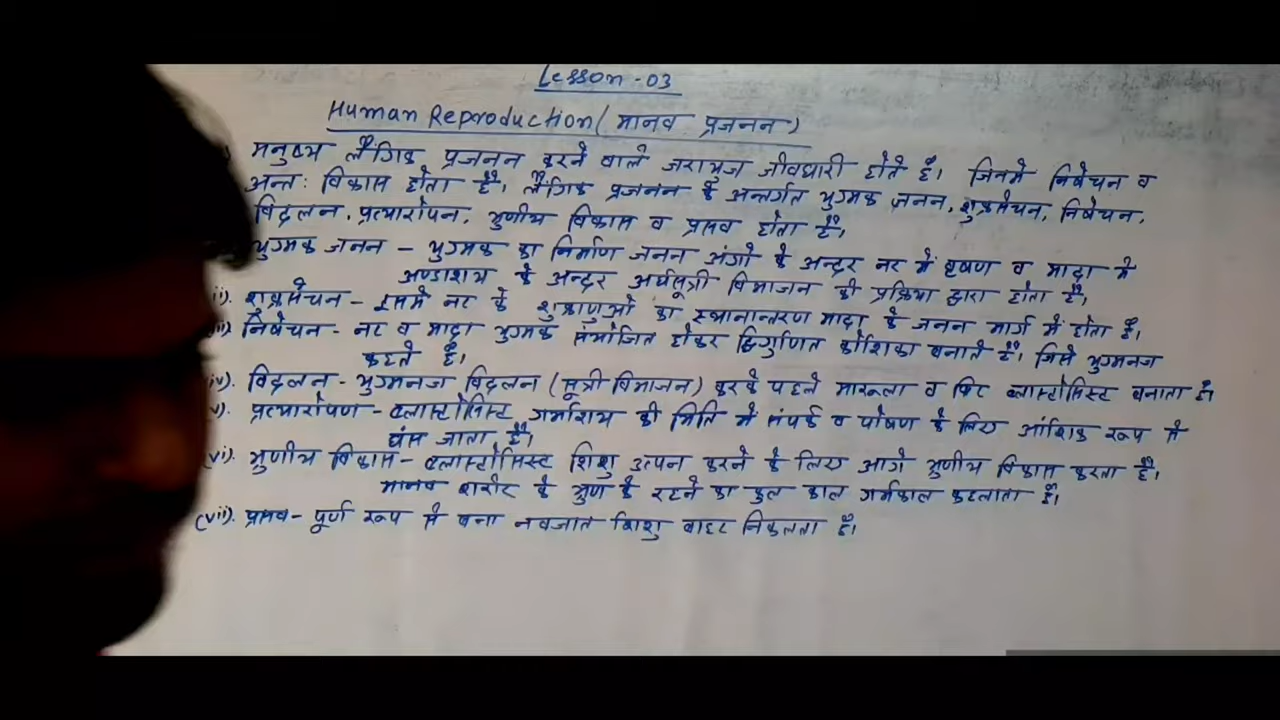 Lesson-03
Human Reproduction (मानव प्रजनन)
मनुष्य लैंगिक प्रजनन करने वाले जरायुज जीवधारी होते हैं। जिनमे निषेचन व
अन्तः विकास होता है। लैंगिक प्रजनन के अन्तर्गत युग्मक जनन, शुक्रसेचन, निषेचन,
विदलन, प्रत्यारोपन, भ्रुणीय विकास व प्रसव होता है।
युग्मक जनन - युग्मक का निर्माण जनन अंगो के अन्दर नर में वृषण व मादा मे
अण्डाशय के अन्दर अर्धसूत्री विभाजन की प्रक्रिया द्वारा होता है।
ii). शुक्रसेचन - इसमे नर के शुक्राणुओ का स्थानान्तरण मादा के जनन मार्ग में होता है।
iii) निषेचन - नर व मादा युग्मक संयोजित होकर द्विगुणित कोशिका बनाते है। जिसे युग्मनज
कहते है।
iv). विदलन - युग्मनज विदलन (सूत्री विभाजन) करके पहले मारूला व फिर ब्लास्टोसिस्ट बनाता है।
v). प्रत्यारोपण - ब्लास्टोसिस्ट गर्भाशय की भिति मे संपर्क व पोषण के लिए आंशिक रूप से
धंस जाता है।
(vi). भ्रुणीय विकास - ब्लास्टोसिस्ट शिशु उत्पन करने के लिए आगे भ्रुणीय विकास करता है।
मानव शरीर के भ्रुण के रहने का कुल काल गर्भकाल कहलाता है।
(vii). प्रसव - पूर्ण रूप से बना नवजात शिशु बाहर निकलता है।